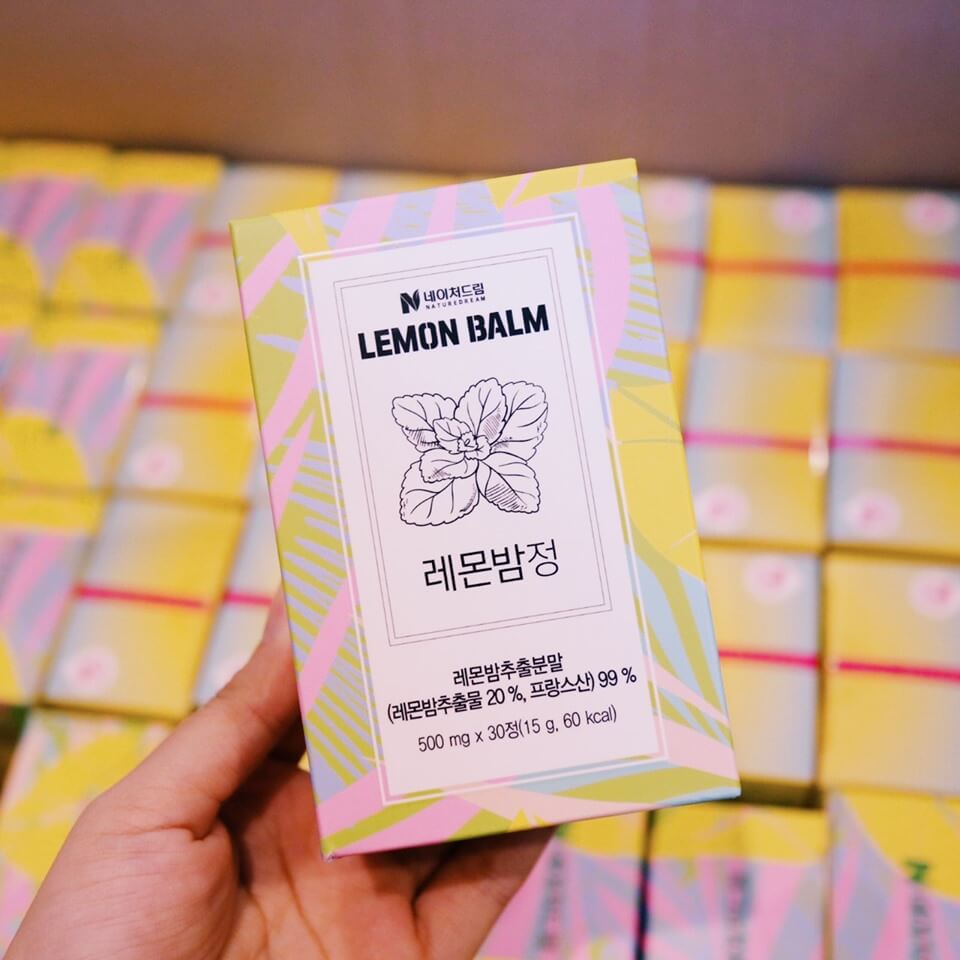 네이처드림
NATUREDREAM
LEMON BALM
레몬밤정
레몬밤추출분말
(레몬밤추출물 20 %, 프랑스산) 99 %
500 mg x 30정(15 g, 60 kcal)